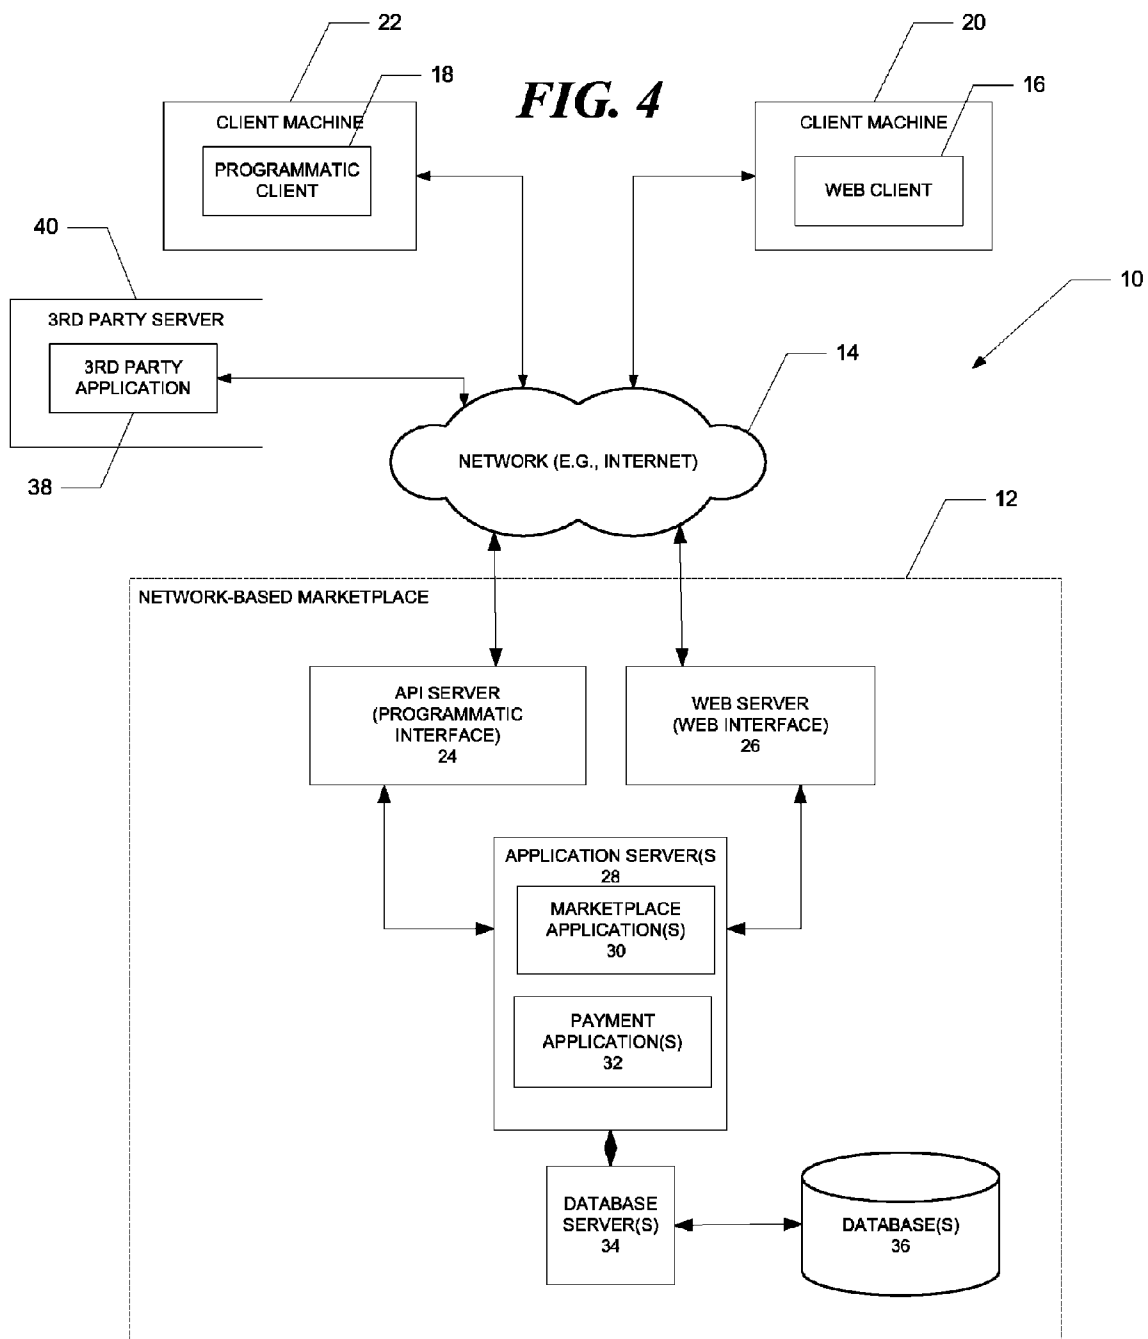 22
20
18
FIG. 4
16
CLIENT MACHINE
CLIENT MACHINE
PROGRAMMATIC
CLIENT
WEB CLIENT
40
10
3RD PARTY SERVER
14
3RD PARTY
APPLICATION
NETWORK (E.G., INTERNET)
38
12
NETWORK-BASED MARKETPLACE
API SERVER
(PROGRAMMATIC
INTERFACE)
24
WEB SERVER
(WEB INTERFACE)
26
APPLICATION SERVER(S
28
MARKETPLACE
APPLICATION(S)
30
PAYMENT
APPLICATION(S)
32
DATABASE
SERVER(S)
34
DATABASE(S)
36